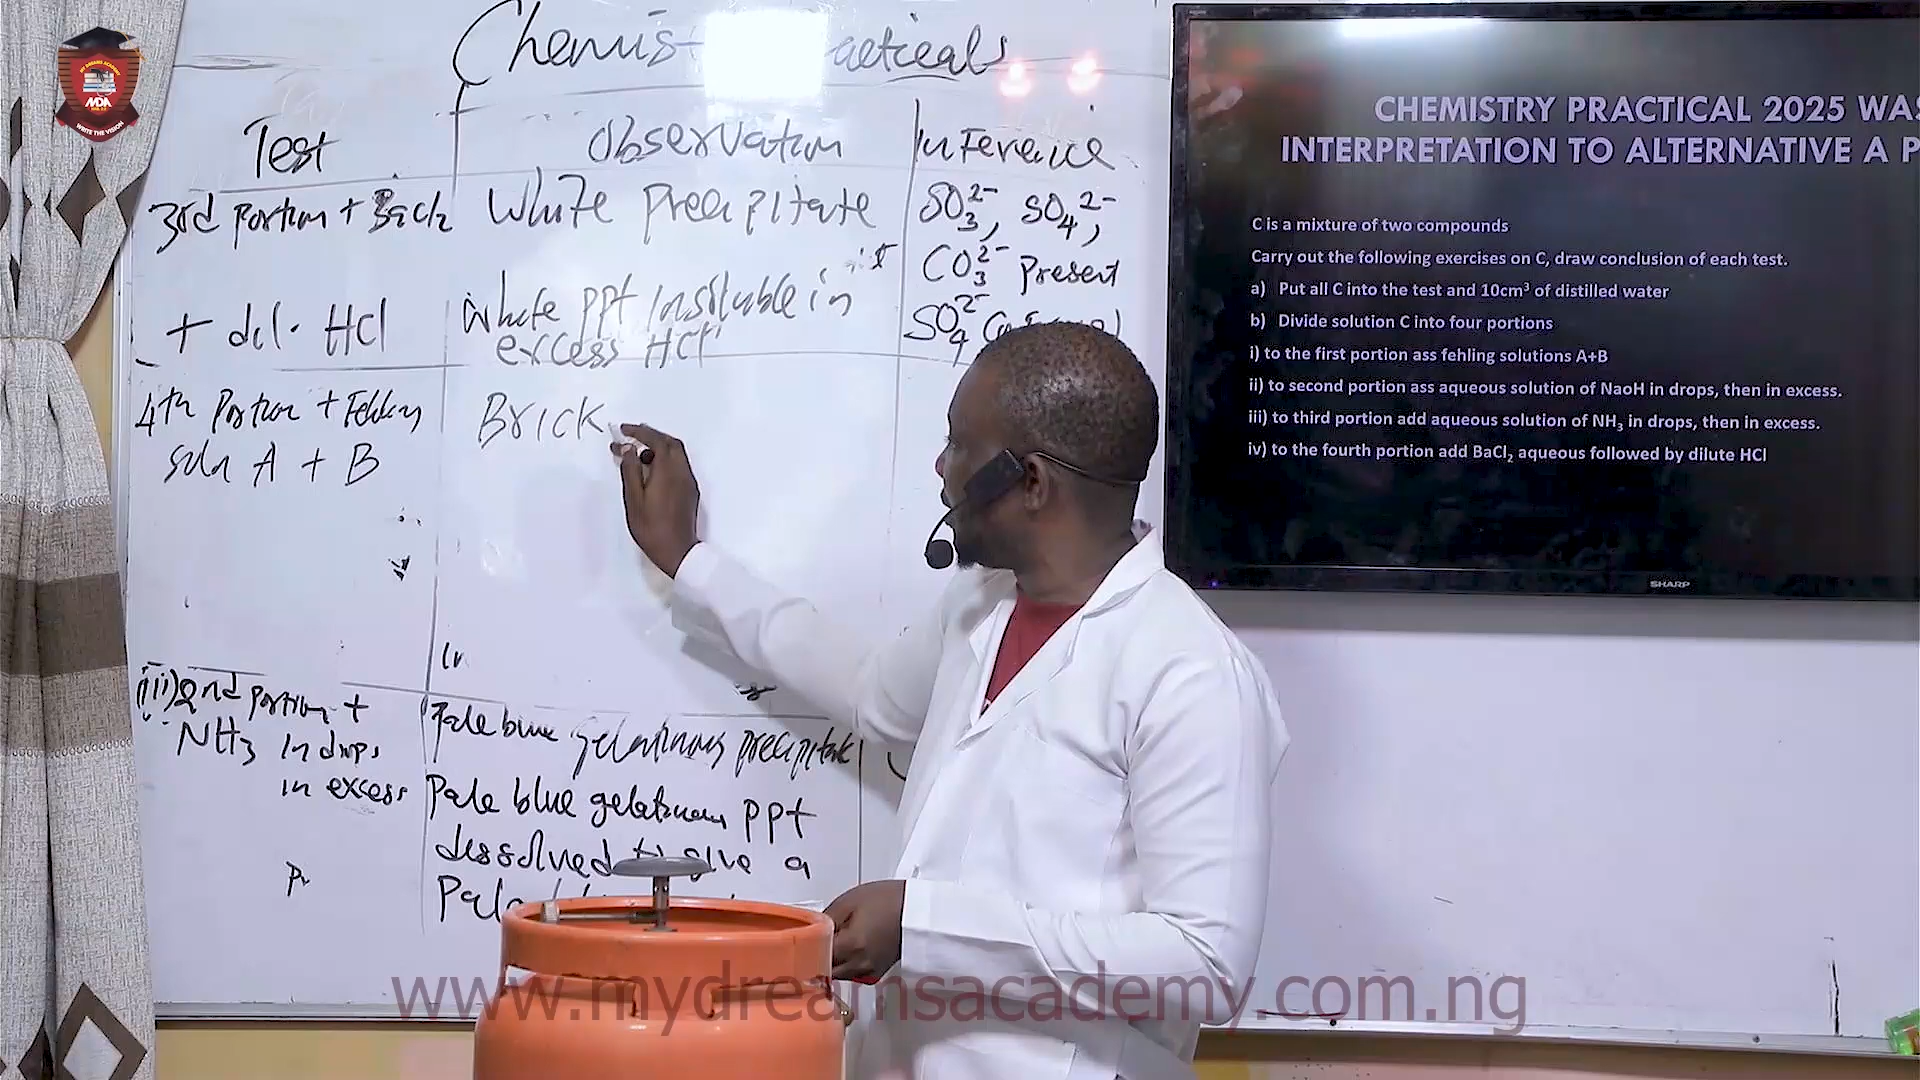 Chemis acticals
Test Observation Inference
3rd portion + BaCl2 White precipitate SO3²⁻, SO4²⁻,
CO3²⁻ present
+ dil. HCl White ppt insoluble in
excess HCl SO4²⁻
4th Portion + Fehling Brick
soln A + B
(iii) 2nd portion + Pale blue gelatinous precipitate
NH3 in drops
in excess Pale blue gelatinous ppt
dissolved to give a
CHEMISTRY PRACTICAL 2025 WAS
INTERPRETATION TO ALTERNATIVE A P
C is a mixture of two compounds
Carry out the following exercises on C, draw conclusion of each test.
a) Put all C into the test and 10cm³ of distilled water
b) Divide solution C into four portions
i) to the first portion ass fehling solutions A+B
ii) to second portion ass aqueous solution of NaoH in drops, then in excess.
iii) to third portion add aqueous solution of NH₃ in drops, then in excess.
iv) to the fourth portion add BaCl₂ aqueous followed by dilute HCl
SHARP
MDA
WRITE THE VISION
www.mydreamsacademy.com.ng